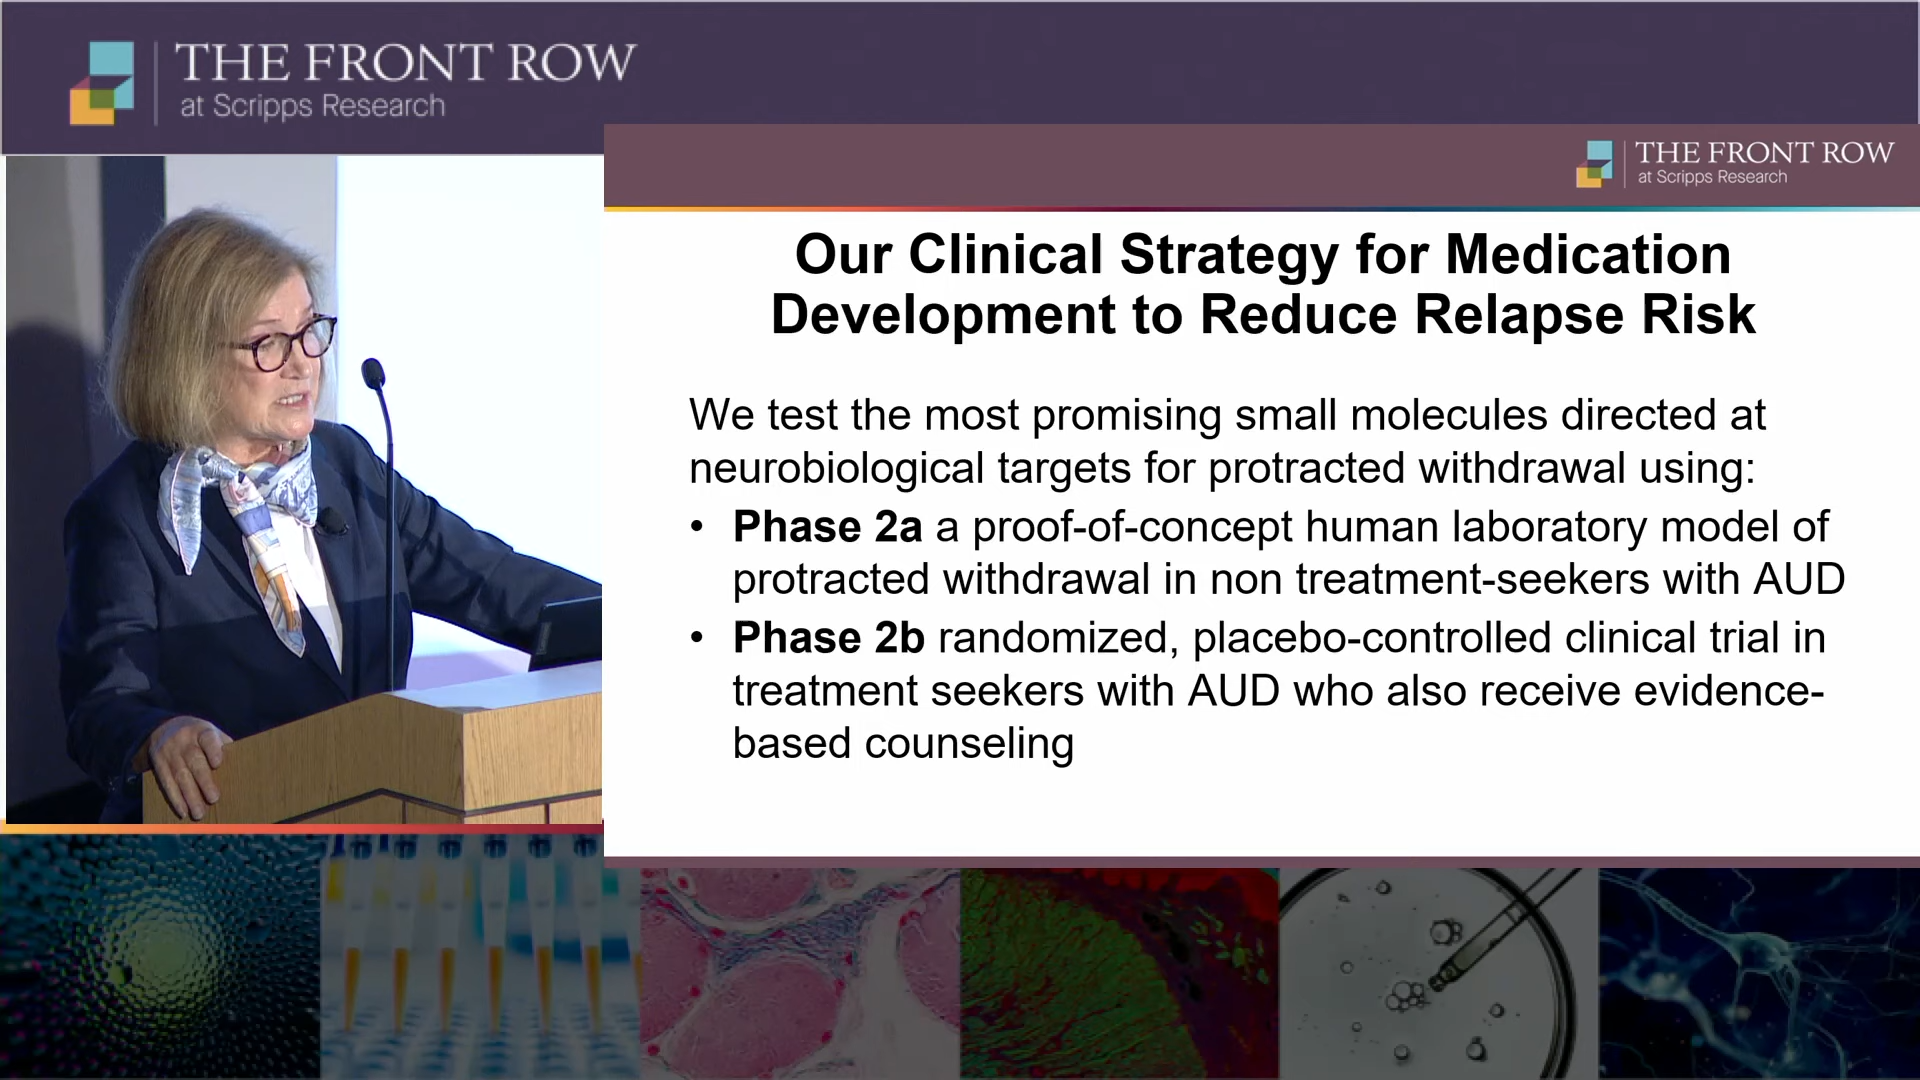 THE FRONT ROW
at Scripps Research
THE FRONT ROW
at Scripps Research
Our Clinical Strategy for Medication
Development to Reduce Relapse Risk
We test the most promising small molecules directed at
neurobiological targets for protracted withdrawal using:
• Phase 2a a proof-of-concept human laboratory model of
protracted withdrawal in non treatment-seekers with AUD
• Phase 2b randomized, placebo-controlled clinical trial in
treatment seekers with AUD who also receive evidence-
based counseling